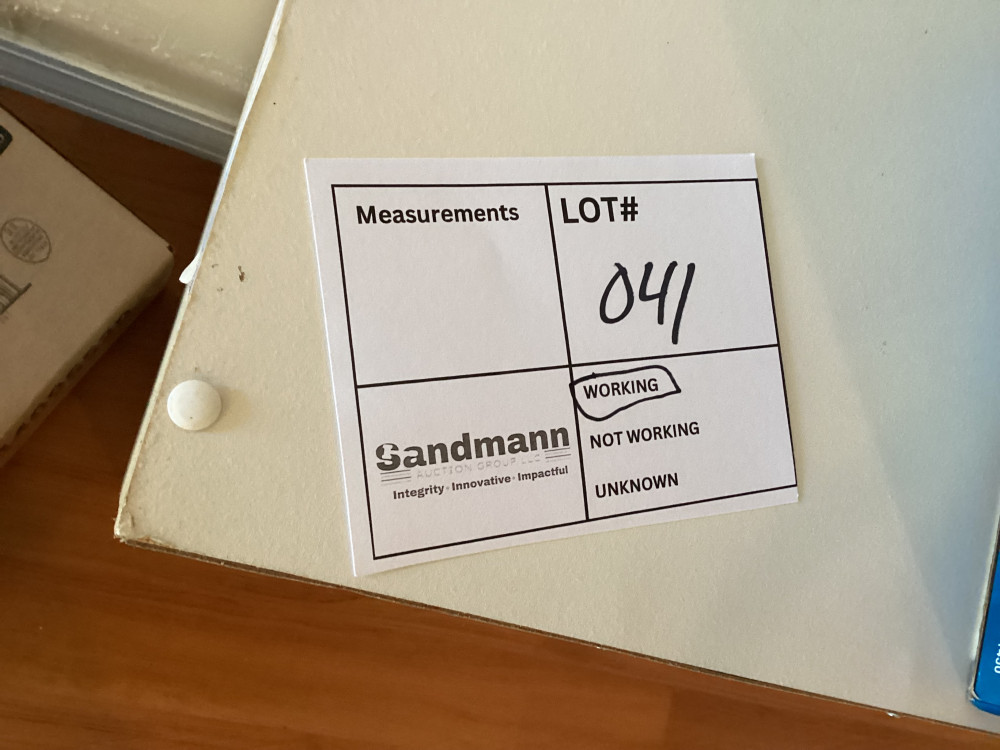 Measurements
LOT#
041
WORKING
NOT WORKING
UNKNOWN
Sandmann
AUCTION GROUP LLC
Integrity · Innovative · Impactful